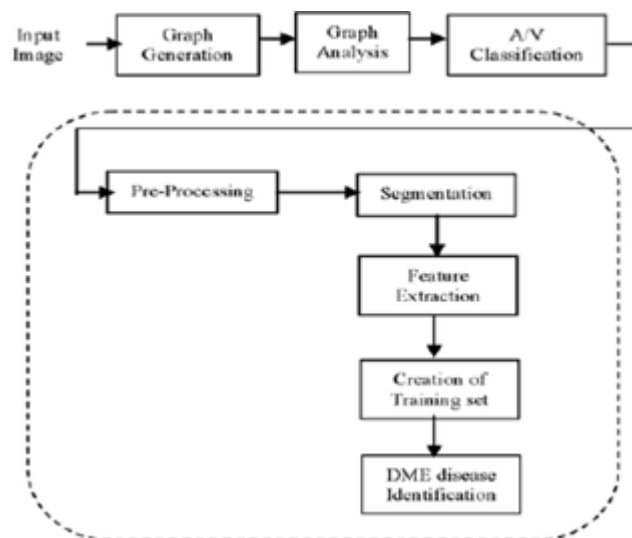 Input
Image
Graph
Generation
Graph
Analysis
A/V
Classification
Pre-Processing
Segmentation
Feature
Extraction
Creation of
Training set
DME disease
Identification